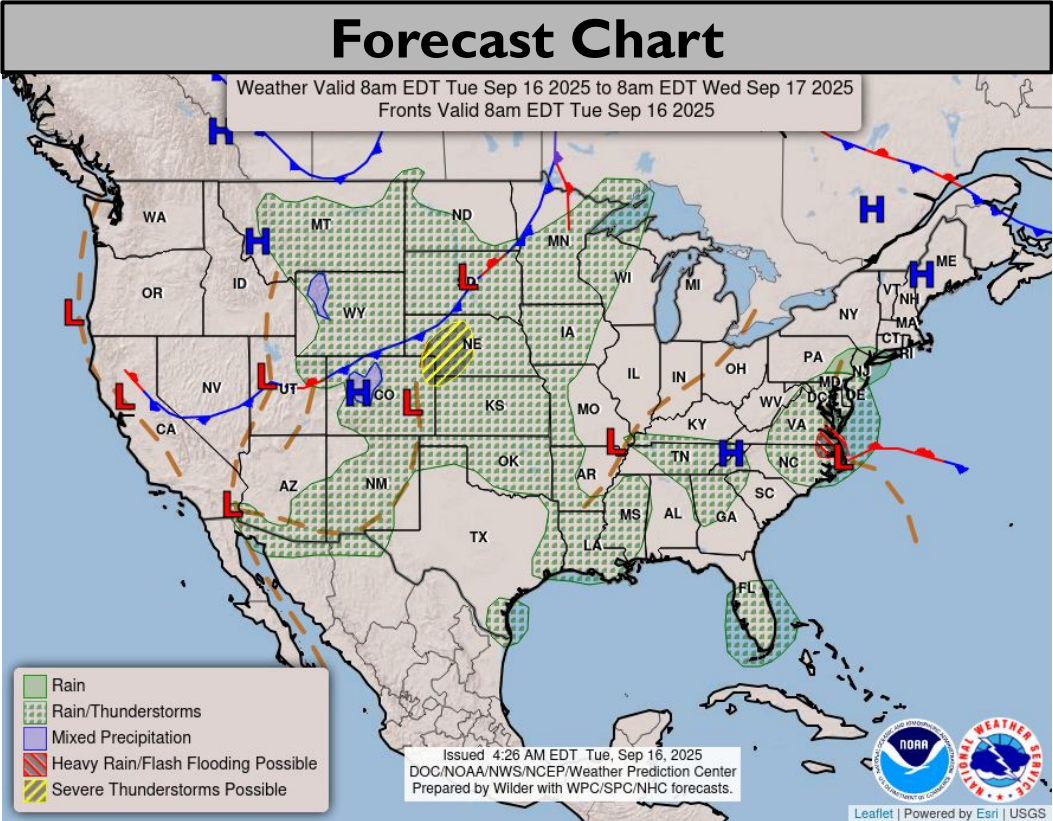 Forecast Chart
Weather Valid 8am EDT Tue Sep 16 2025 to 8am EDT Wed Sep 17 2025
Fronts Valid 8am EDT Tue Sep 16 2025
H
H
WA
MT
ND
MN
H
ME
H
VT
NH
OR
ID
L
WI
MI
L
WY
NY
MA
CT
RI
NE
IA
PA
NJ
L
NV
L
UT
H
CO
L
IL
IN
OH
MD
DC
DE
WV
CA
KS
MO
KY
VA
L
TN
H
NC
L
AZ
NM
OK
AR
SC
L
TX
MS
AL
GA
LA
FL
Rain
Rain/Thunderstorms
Mixed Precipitation
Heavy Rain/Flash Flooding Possible
Severe Thunderstorms Possible
Issued 4:26 AM EDT Tue, Sep 16, 2025
DOC/NOAA/NWS/NCEP/Weather Prediction Center
Prepared by Wilder with WPC/SPC/NHC forecasts.
NOAA
NATIONAL WEATHER SERVICE
Leaflet | Powered by Esri | USGS